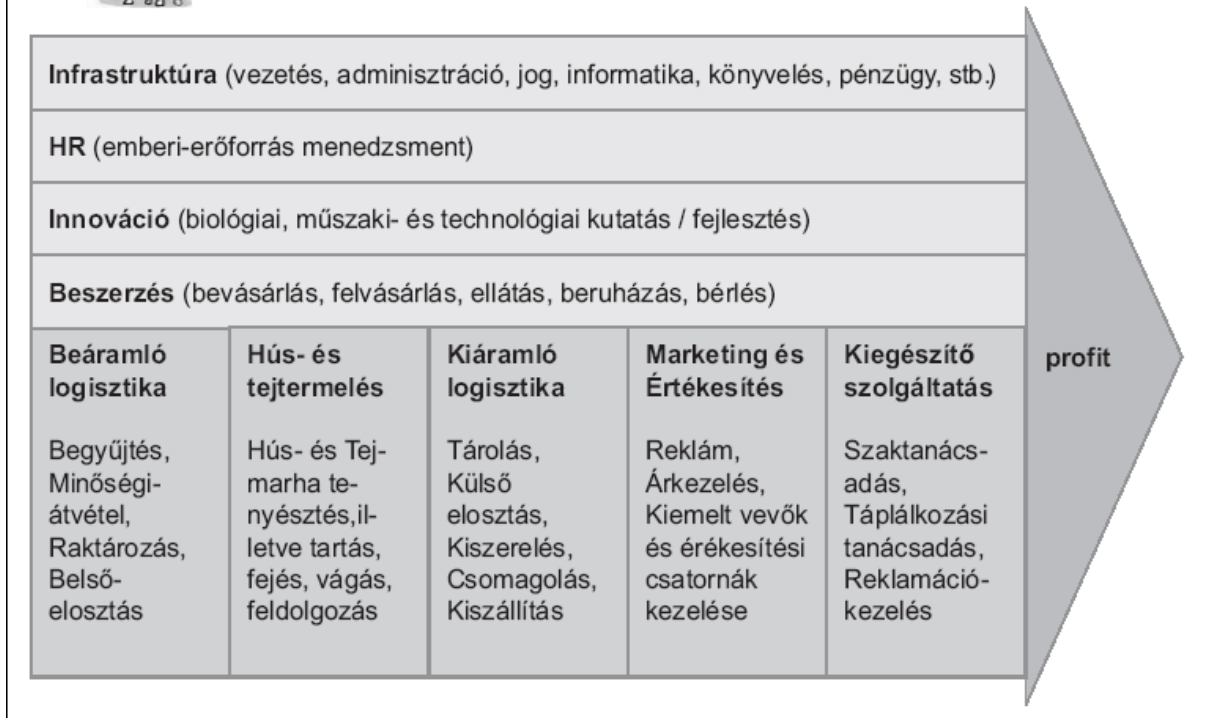 Infrastruktúra (vezetés, adminisztráció, jog, informatika, könyvelés, pénzügy, stb.)
HR (emberi-erőforrás menedzsment)
Innováció (biológiai, műszaki- és technológiai kutatás / fejlesztés)
Beszerzés (bevásárlás, felvásárlás, ellátás, beruházás, bérlés)
Beáramló
logisztika
Begyűjtés,
Minőségi-
átvétel,
Raktározás,
Belső-
elosztás
Hús- és
tejtermelés
Hús- és Tej-
marha te-
nyésztés,il-
letve tartás,
fejés, vágás,
feldolgozás
Kiáramló
logisztika
Tárolás,
Külső
elosztás,
Kiszerelés,
Csomagolás,
Kiszállítás
Marketing és
Értékesítés
Reklám,
Árkezelés,
Kiemelt vevők
és érékesítési
csatornák
kezelése
Kiegészítő
szolgáltatás
Szaktanács-
adás,
Táplálkozási
tanácsadás,
Reklamáció-
kezelés
profit